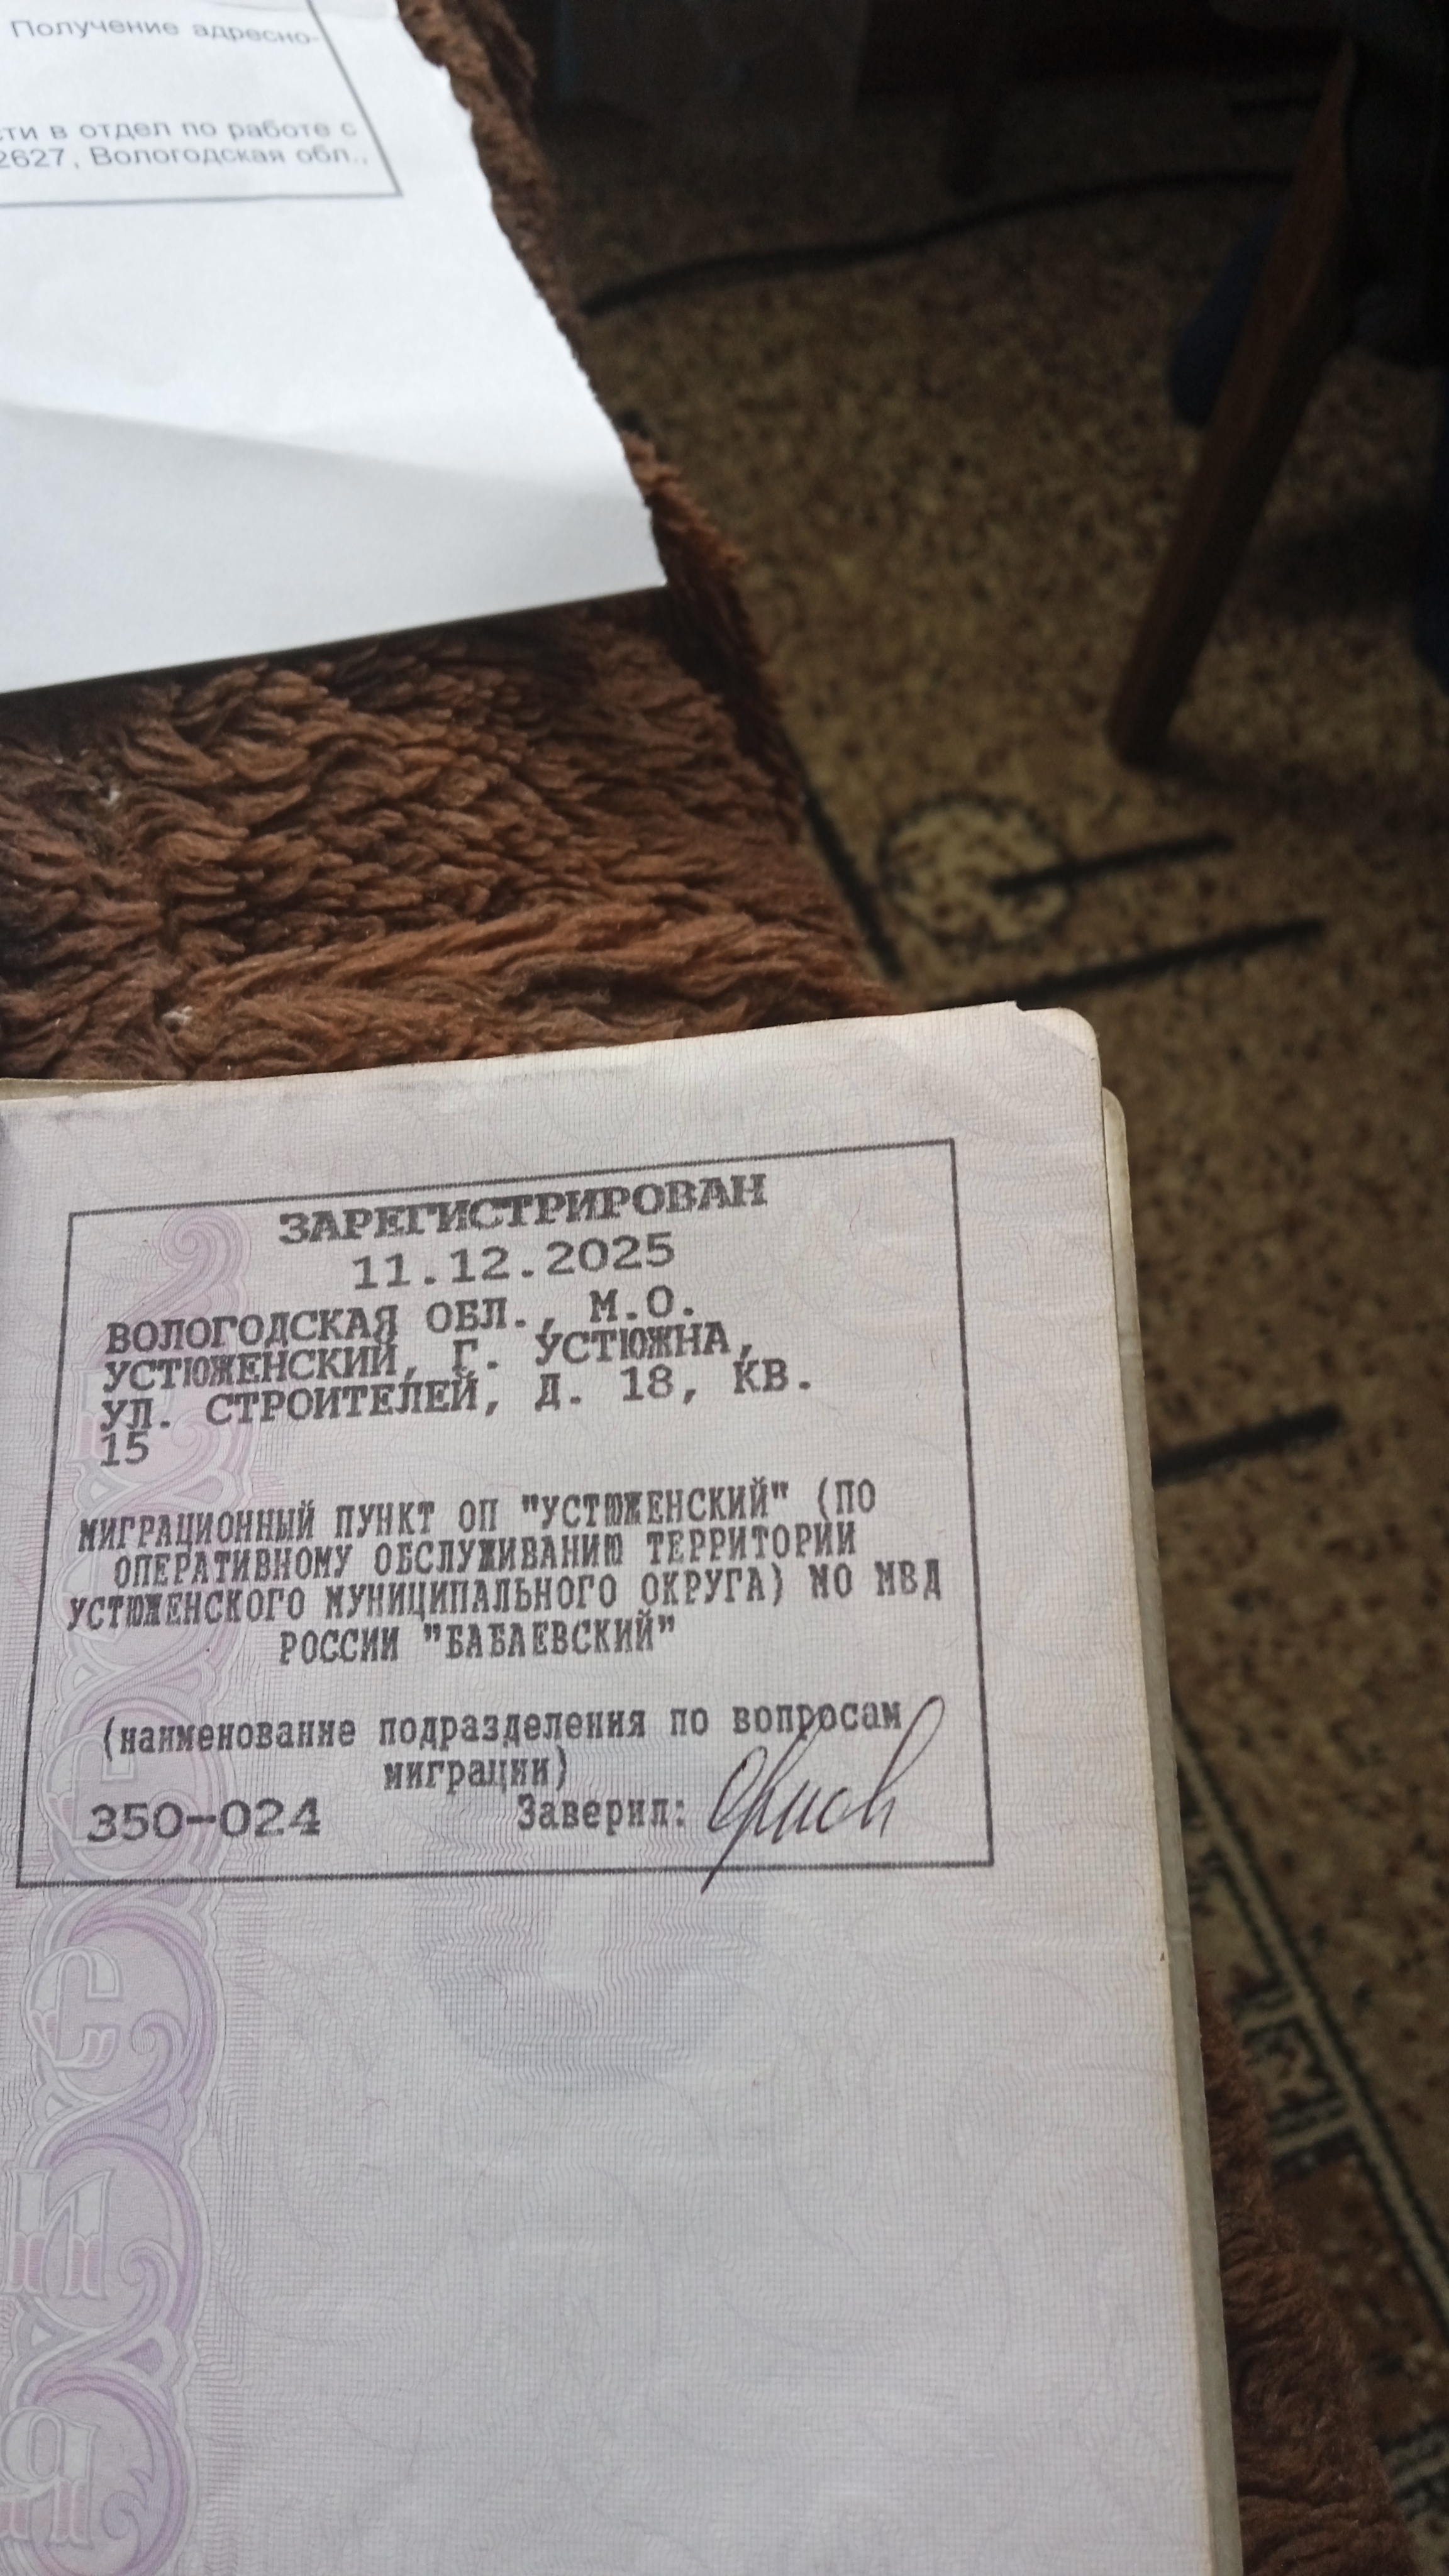 Получение адресно-
сти в отдел по работе с
2627, Вологодская обл.,
ЗАРЕГИСТРИРОВАН
11.12.2025
ВОЛОГОДСКАЯ ОБЛ., М.О.
УСТЮЖЕНСКИЙ, Г. УСТЮЖНА,
УЛ. СТРОИТЕЛЕЙ, Д. 18, КВ.
15
МИГРАЦИОННЫЙ ПУНКТ ОП "УСТЮЖЕНСКИЙ" (ПО
ОПЕРАТИВНОМУ ОБСЛУЖИВАНИЮ ТЕРРИТОРИИ
УСТЮЖЕНСКОГО МУНИЦИПАЛЬНОГО ОКРУГА) МО МВД
РОССИИ "БАБАЕВСКИЙ"
(наименование подразделения по вопросам
миграции)
350-024 Заверил: